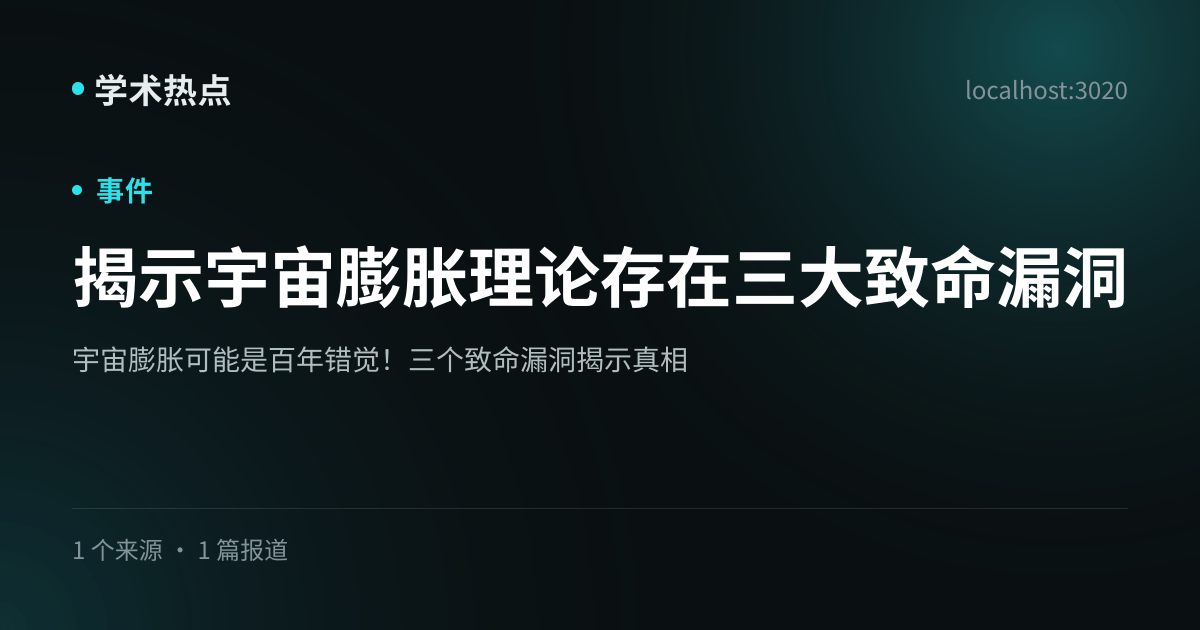 学术热点
localhost:3020
事件
揭示宇宙膨胀理论存在三大致命漏洞
宇宙膨胀可能是百年错觉！三个致命漏洞揭示真相
1 个来源 · 1 篇报道